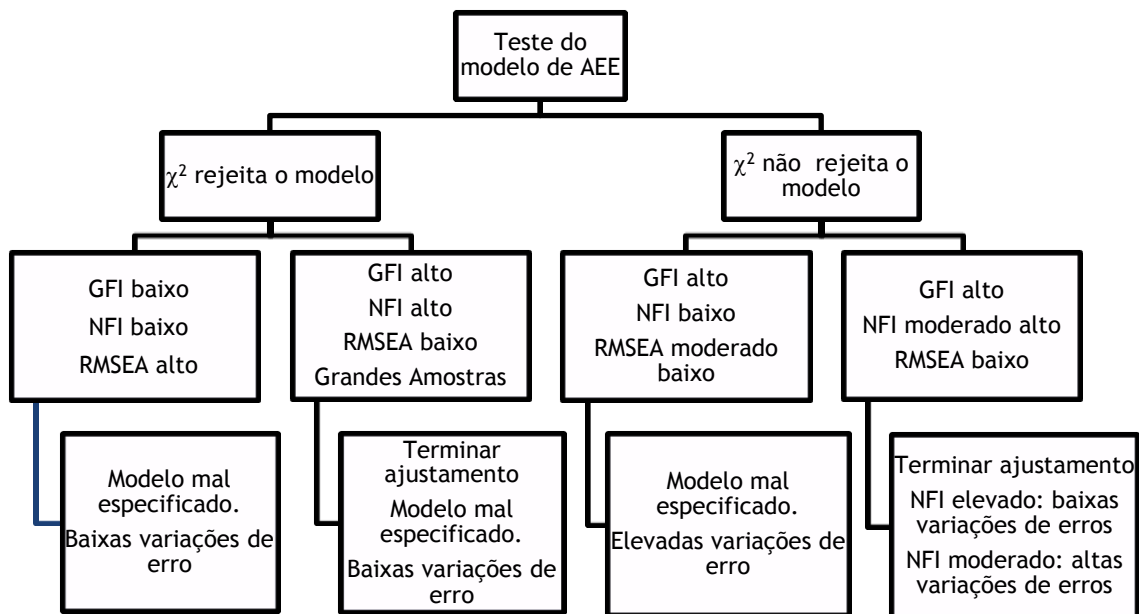 Teste do
modelo de AEE
χ² rejeita o modelo
χ² não rejeita o
modelo
GFI baixo
NFI baixo
RMSEA alto
GFI alto
NFI alto
RMSEA baixo
Grandes Amostras
GFI alto
NFI baixo
RMSEA moderado
baixo
GFI alto
NFI moderado alto
RMSEA baixo
Modelo mal
especificado.
Baixas variações de
erro
Terminar
ajustamento
Modelo mal
especificado.
Baixas variações de
erro
Modelo mal
especificado.
Elevadas variações de
erro
Terminar ajustamento
NFI elevado: baixas
variações de erros
NFI moderado: altas
variações de erros